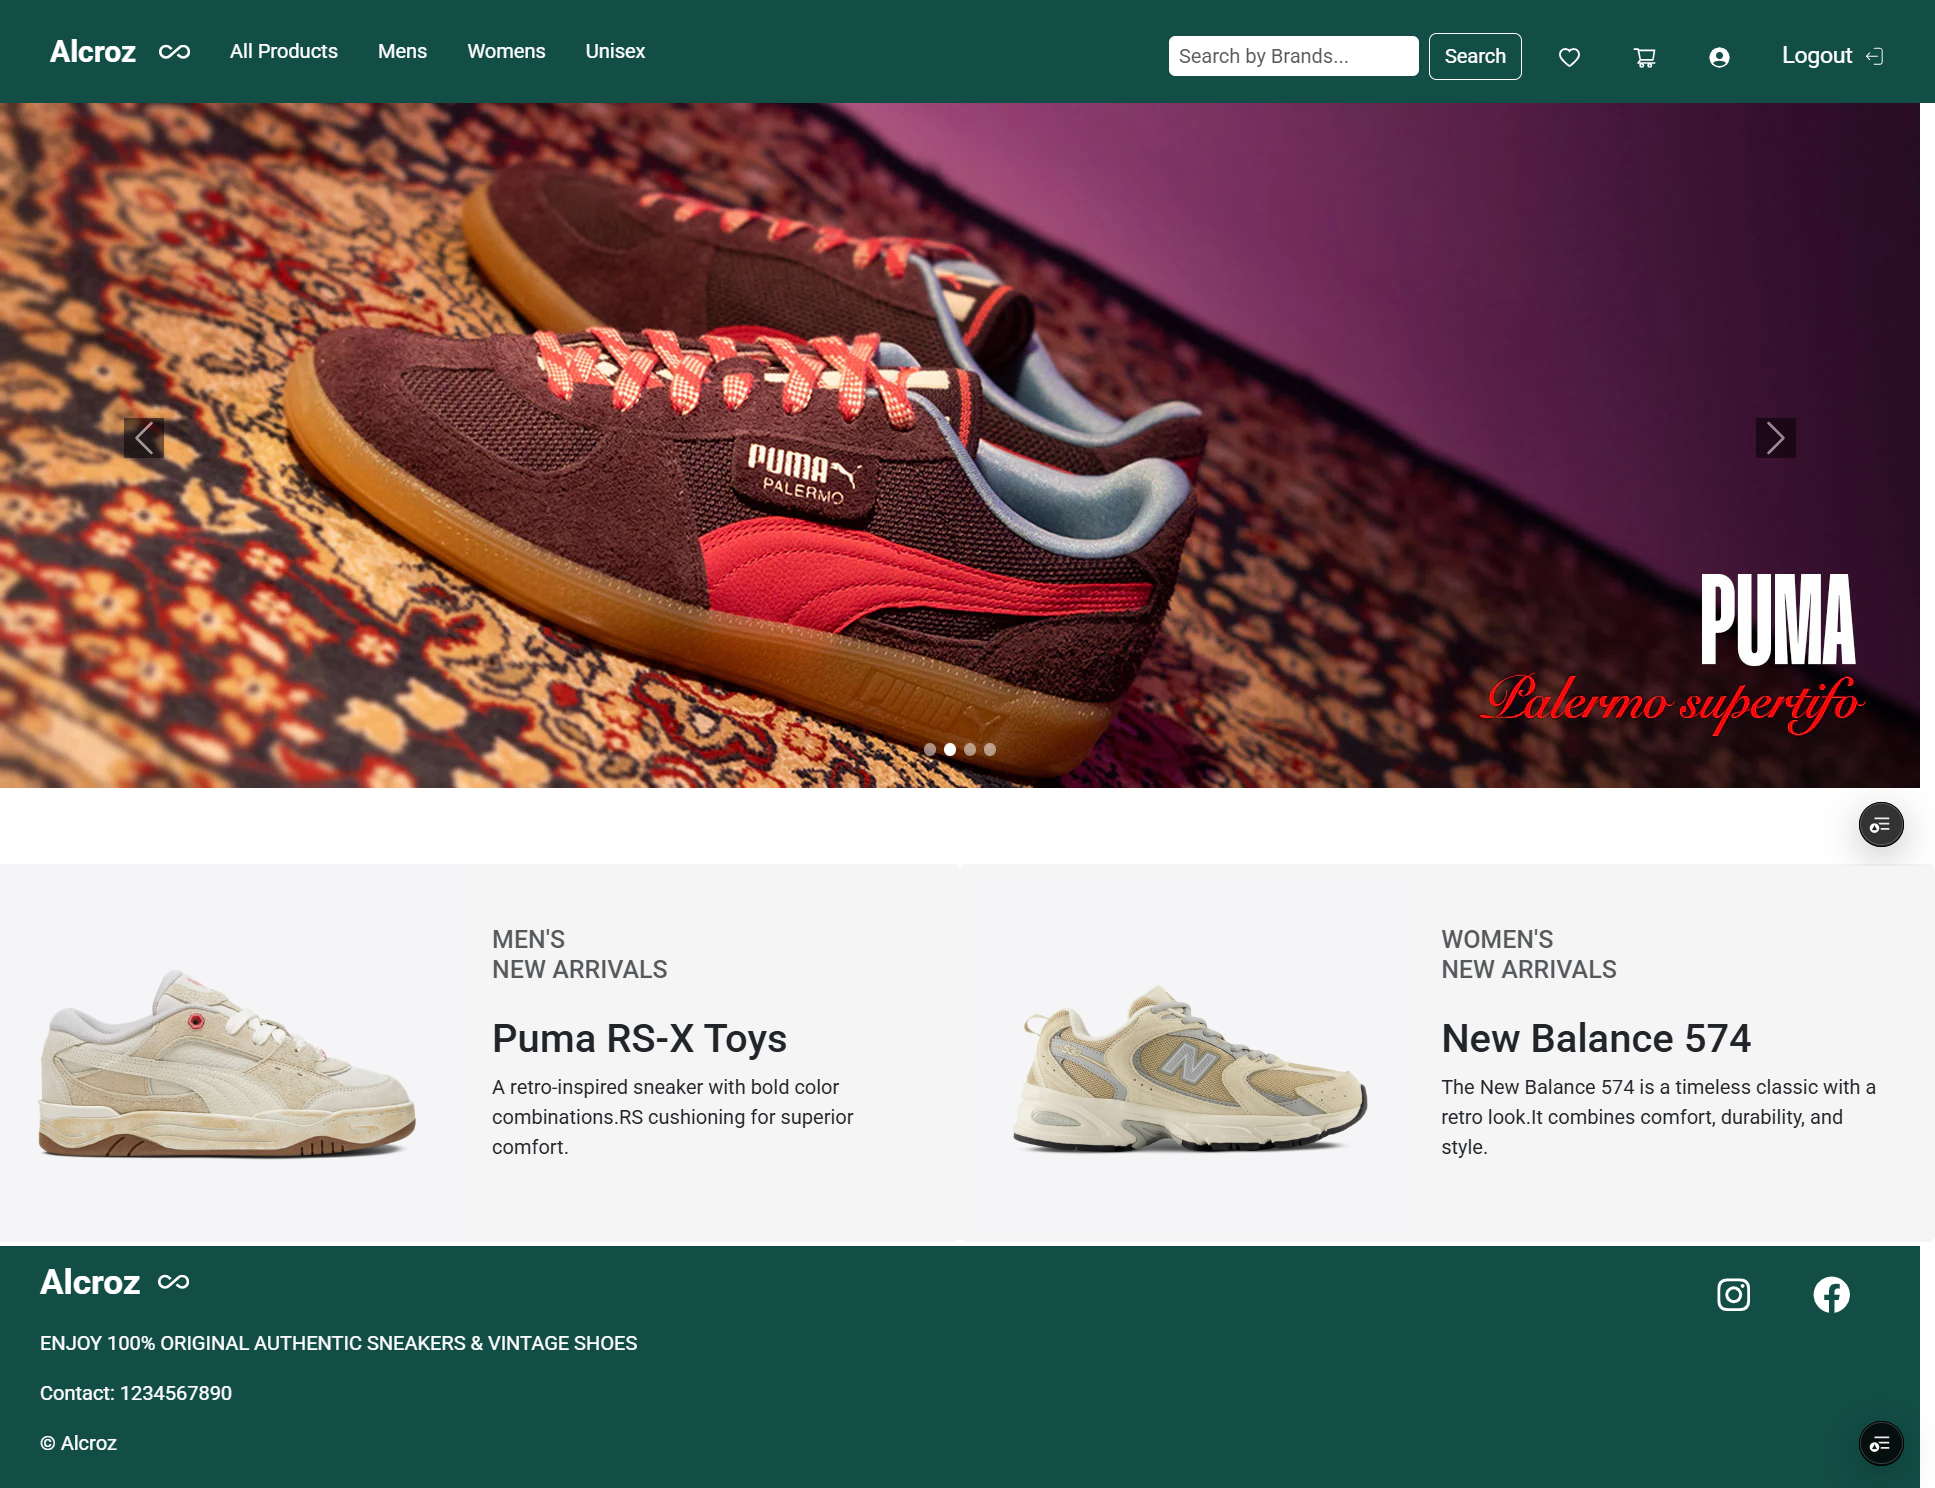 Alcroz
All Products
Mens
Womens
Unisex
Search by Brands...
Search
Logout
PUMA
PALERMO
PUMA
PUMA
Palermo supertifo
MEN'S
NEW ARRIVALS
Puma RS-X Toys
A retro-inspired sneaker with bold color
combinations.RS cushioning for superior
comfort.
N
WOMEN'S
NEW ARRIVALS
New Balance 574
The New Balance 574 is a timeless classic with a
retro look.It combines comfort, durability, and
style.
Alcroz
ENJOY 100% ORIGINAL AUTHENTIC SNEAKERS & VINTAGE SHOES
Contact: 1234567890
© Alcroz